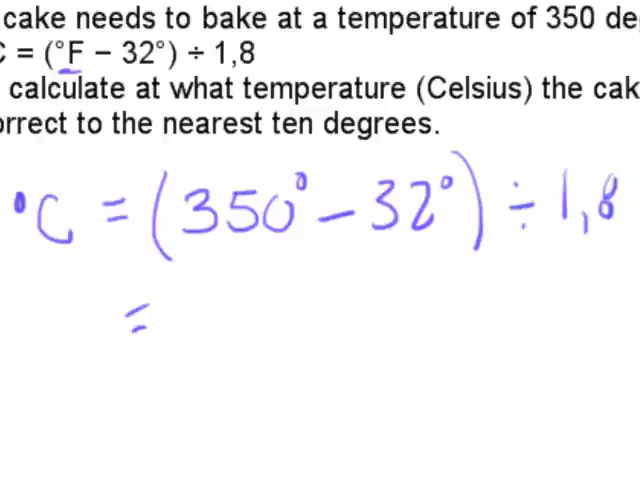 cake needs to bake at a temperature of 350 de
C = (°F − 32°) ÷ 1,8
calculate at what temperature (Celsius) the cak
orrect to the nearest ten degrees.
°C = (350° − 32°) ÷ 1,8
=